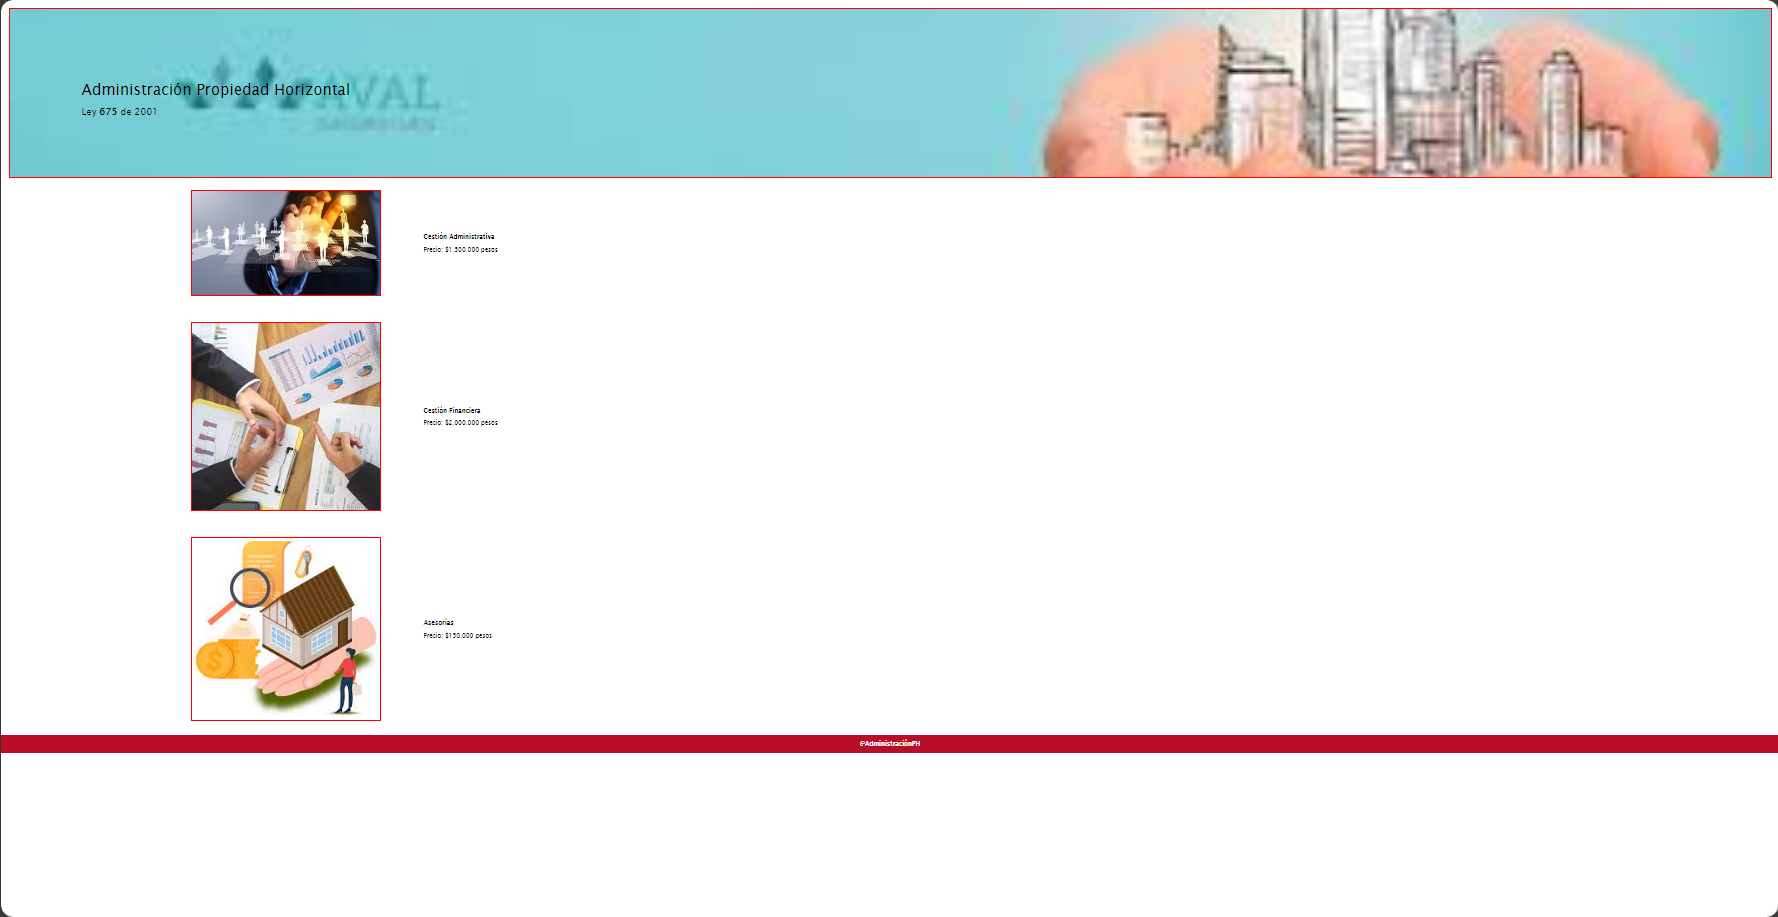 Administración Propiedad Horizontal
AVAL
Ley 675 de 2001
Gestión Administrativa
Precio: $1.500.000 pesos
Gestión Financiera
Precio: $2.000.000 pesos
Asesorías
Precio: $150.000 pesos
©AdministraciónPH